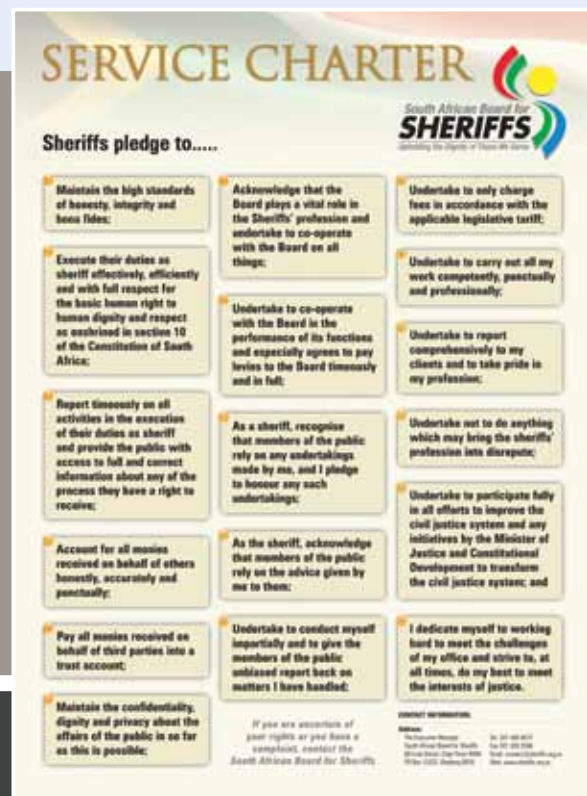 SERVICE CHARTER
South African Board for
SHERIFFS
Upholding the Dignity of Those We Serve
Sheriffs pledge to.....
Maintain the high standards
of honesty, integrity and
bona fides;
Execute their duties as
sheriff effectively, efficiently
and with full respect for
the basic human right to
human dignity and respect
as enshrined in section 10
of the Constitution of South
Africa;
Report timeously on all
activities in the execution
of their duties as sheriff
and provide the public with
access to full and correct
information about any of the
process they have a right to
receive;
Account for all monies
received on behalf of others
honestly, accurately and
punctually;
Pay all monies received on
behalf of third parties into a
trust account;
Maintain the confidentiality,
dignity and privacy about the
affairs of the public in so far
as this is possible;
Acknowledge that the
Board plays a vital role in
the Sheriffs' profession and
undertake to co-operate
with the Board on all
things;
Undertake to co-operate
with the Board in the
performance of its functions
and especially agrees to pay
levies to the Board timeously
and in full;
As a sheriff, recognise
that members of the public
rely on any undertakings
made by me, and I pledge
to honour any such
undertakings;
As the sheriff, acknowledge
that members of the public
rely on the advice given by
me to them;
Undertake to conduct myself
impartially and to give the
members of the public
unbiased report back on
matters I have handled;
If you are uncertain of
your rights or you have a
complaint, contact the
South African Board for Sheriffs
Undertake to only charge
fees in accordance with the
applicable legislative tariff;
Undertake to carry out all my
work competently, punctually
and professionally;
Undertake to report
comprehensively to my
clients and to take pride in
my profession;
Undertake not to do anything
which may bring the sheriffs'
profession into disrepute;
Undertake to participate fully
in all efforts to improve the
civil justice system and any
initiatives by the Minister of
Justice and Constitutional
Development to transform
the civil justice system; and
I dedicate myself to working
hard to meet the challenges
of my office and strive to, at
all times, do my best to meet
the interests of justice.
CONTACT INFORMATION:
Address:
The Executive Manager
South African Board for Sheriffs